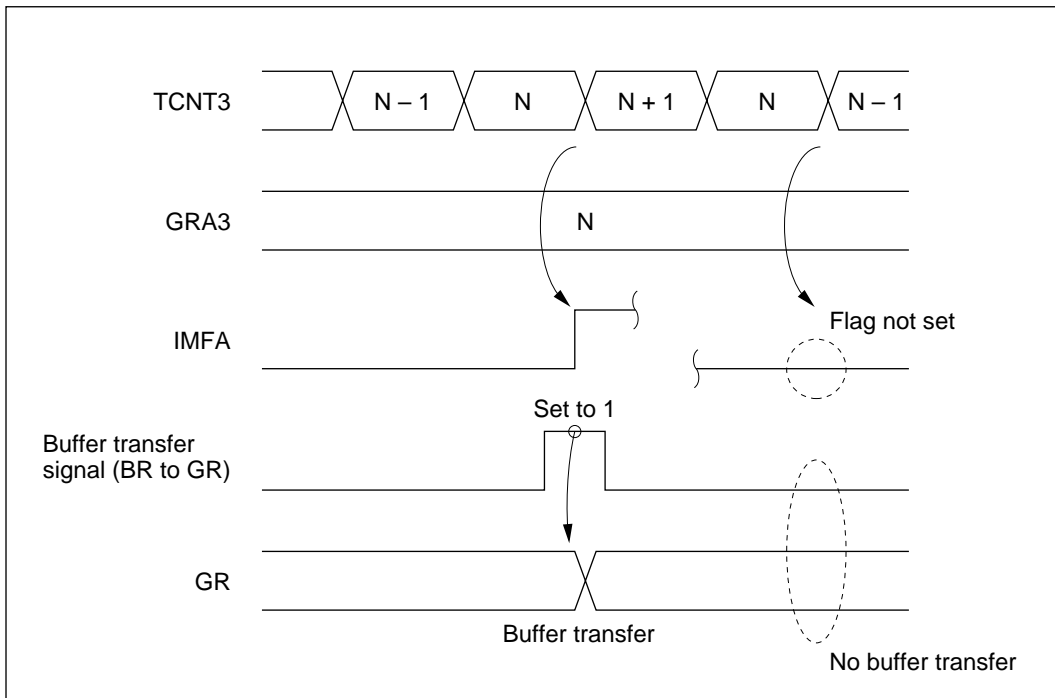 TCNT3
N – 1
N
N + 1
N
N – 1
GRA3
N
IMFA
Flag not set
Set to 1
Buffer transfer
signal (BR to GR)
GR
Buffer transfer
No buffer transfer